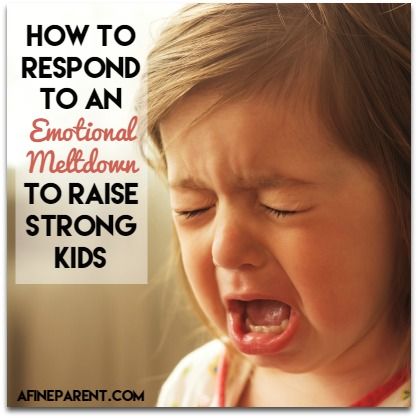 HOW TO
RESPOND
TO AN
Emotional
Meltdown
TO RAISE
STRONG
KIDS
AFINEPARENT.COM